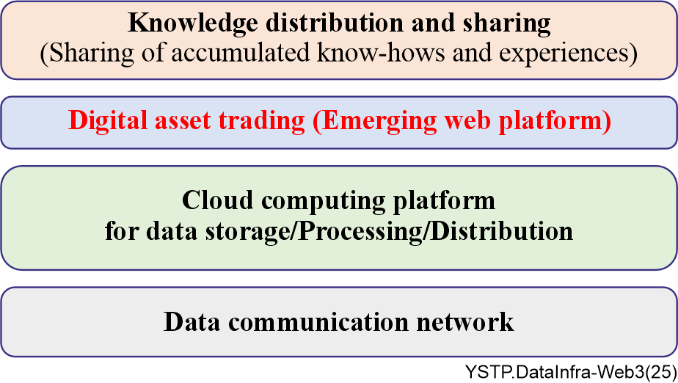 Knowledge distribution and sharing
(Sharing of accumulated know-hows and experiences)
Digital asset trading (Emerging web platform)
Cloud computing platform
for data storage/Processing/Distribution
Data communication network
YSTP.DataInfra-Web3(25)